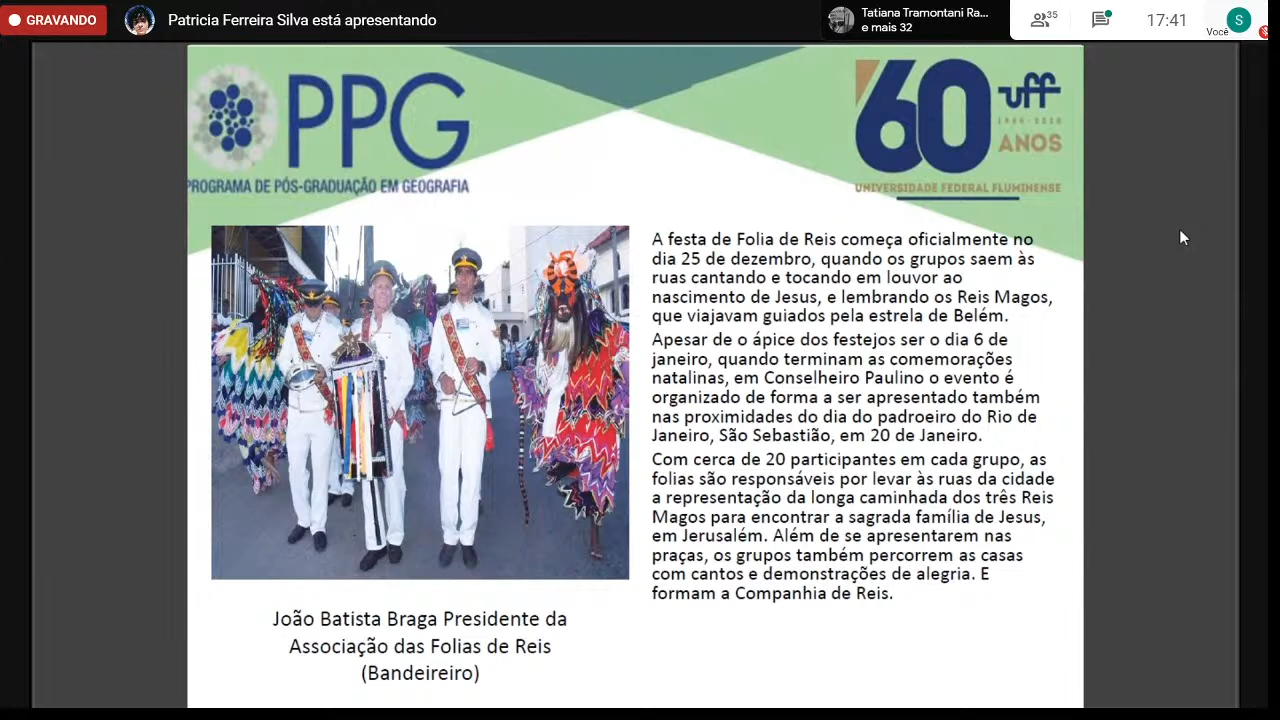 GRAVANDO
Patricia Ferreira Silva está apresentando
Tatiana Tramontani Ra...
e mais 32
35
17:41
Você
S
PPG
PROGRAMA DE PÓS-GRADUAÇÃO EM GEOGRAFIA
60
uff
1960-2020
ANOS
UNIVERSIDADE FEDERAL FLUMINENSE
A festa de Folia de Reis começa oficialmente no
dia 25 de dezembro, quando os grupos saem às
ruas cantando e tocando em louvor ao
nascimento de Jesus, e lembrando os Reis Magos,
que viajavam guiados pela estrela de Belém.
Apesar de o ápice dos festejos ser o dia 6 de
janeiro, quando terminam as comemorações
natalinas, em Conselheiro Paulino o evento é
organizado de forma a ser apresentado também
nas proximidades do dia do padroeiro do Rio de
Janeiro, São Sebastião, em 20 de Janeiro.
Com cerca de 20 participantes em cada grupo, as
folias são responsáveis por levar às ruas da cidade
a representação da longa caminhada dos três Reis
Magos para encontrar a sagrada família de Jesus,
em Jerusalém. Além de se apresentarem nas
praças, os grupos também percorrem as casas
com cantos e demonstrações de alegria. E
formam a Companhia de Reis.
João Batista Braga Presidente da
Associação das Folias de Reis
(Bandeireiro)